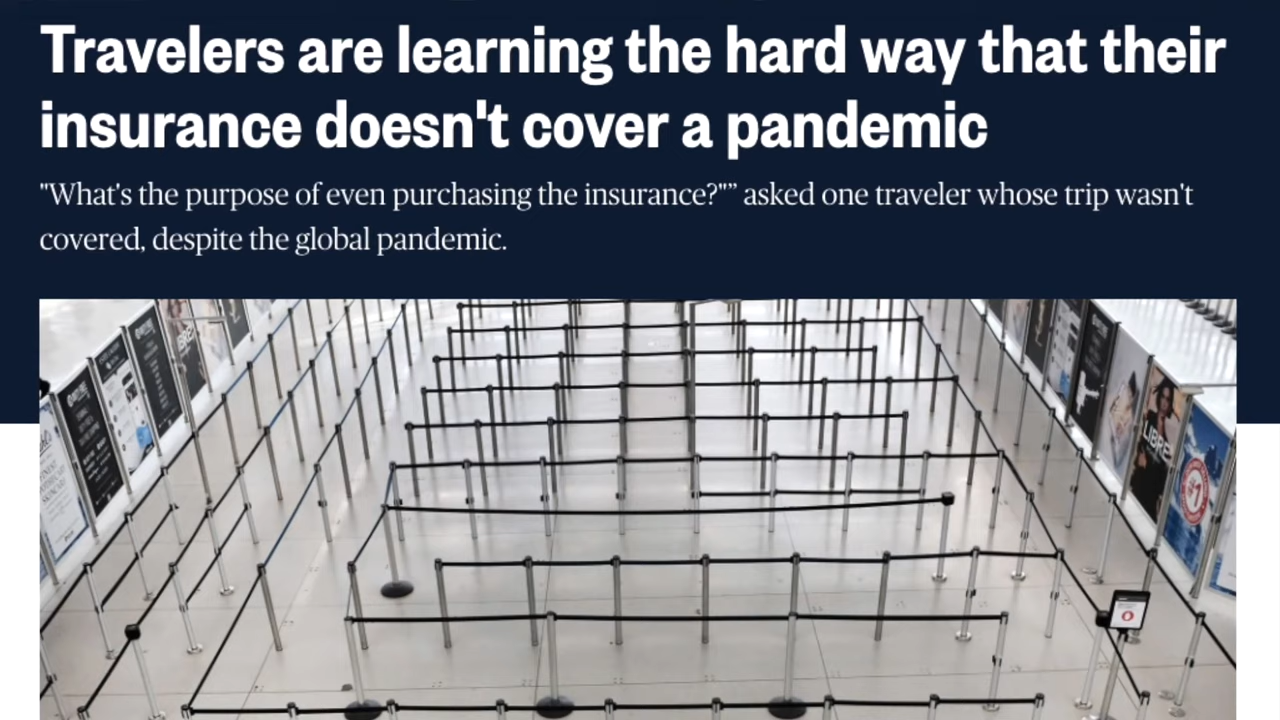 Travelers are learning the hard way that their
insurance doesn't cover a pandemic
"What's the purpose of even purchasing the insurance?"” asked one traveler whose trip wasn't
covered, despite the global pandemic.
LIBRE